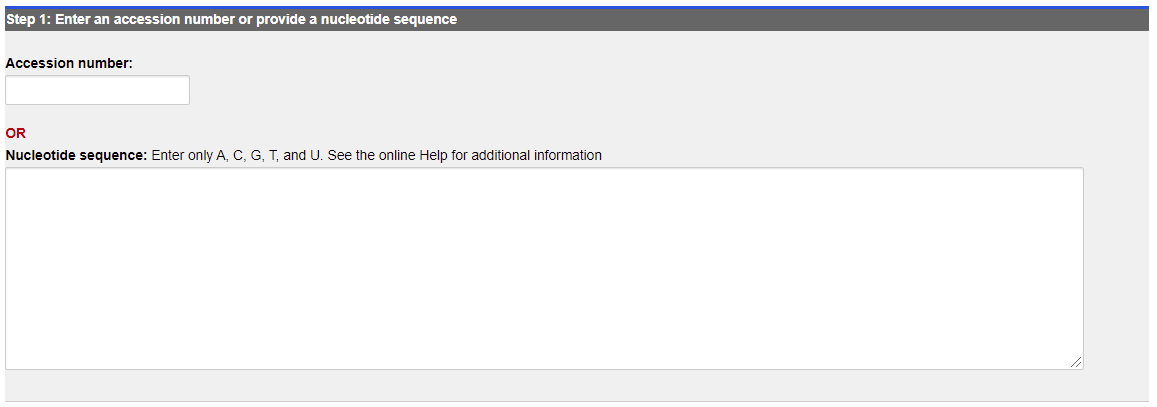 Step 1: Enter an accession number or provide a nucleotide sequence
Accession number:
OR
Nucleotide sequence: Enter only A, C, G, T, and U. See the online Help for additional information